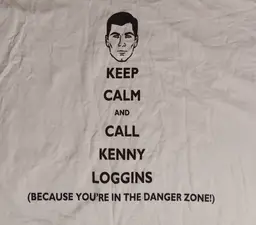 KEEP
CALM
AND
CALL
KENNY
LOGGINS
(BECAUSE YOU'RE IN THE DANGER ZONE!)